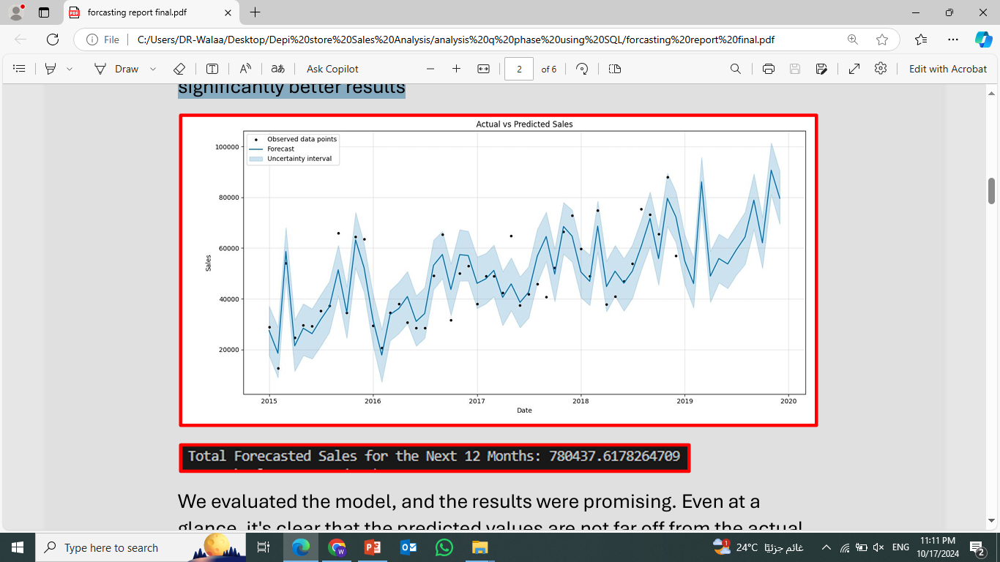 forcasting report final.pdf
File
C:/Users/DR-Walaa/Desktop/Depi%20store%20Sales%20Analysis/analysis%20q%20phase%20using%20SQL/forcasting%20report%20final.pdf
Draw
Ask Copilot
2 of 6
Edit with Acrobat
significantly better results
Actual vs Predicted Sales
Observed data points
Forecast
Uncertainty interval
100000
80000
60000
40000
20000
Sales
2015 2016 2017 2018 2019 2020
Date
Total Forecasted Sales for the Next 12 Months: 780437.6178264709
We evaluated the model, and the results were promising. Even at a
glance, it's clear that the predicted values are not far off from the actual
Type here to search
1
24°C غائم جزئيًا
ENG
11:11 PM
10/17/2024
2